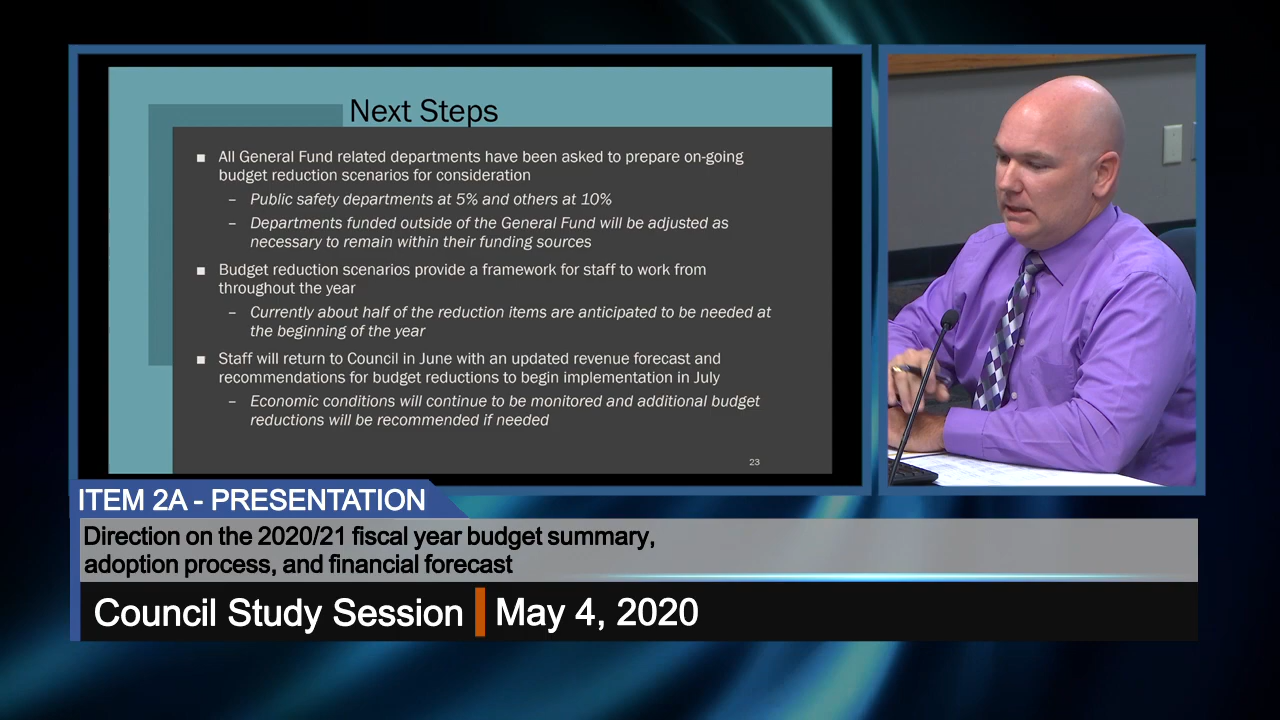 Next Steps
■ All General Fund related departments have been asked to prepare on-going
budget reduction scenarios for consideration
– Public safety departments at 5% and others at 10%
– Departments funded outside of the General Fund will be adjusted as
necessary to remain within their funding sources
■ Budget reduction scenarios provide a framework for staff to work from
throughout the year
– Currently about half of the reduction items are anticipated to be needed at
the beginning of the year
■ Staff will return to Council in June with an updated revenue forecast and
recommendations for budget reductions to begin implementation in July
– Economic conditions will continue to be monitored and additional budget
reductions will be recommended if needed
23
ITEM 2A - PRESENTATION
Direction on the 2020/21 fiscal year budget summary,
adoption process, and financial forecast
Council Study Session | May 4, 2020